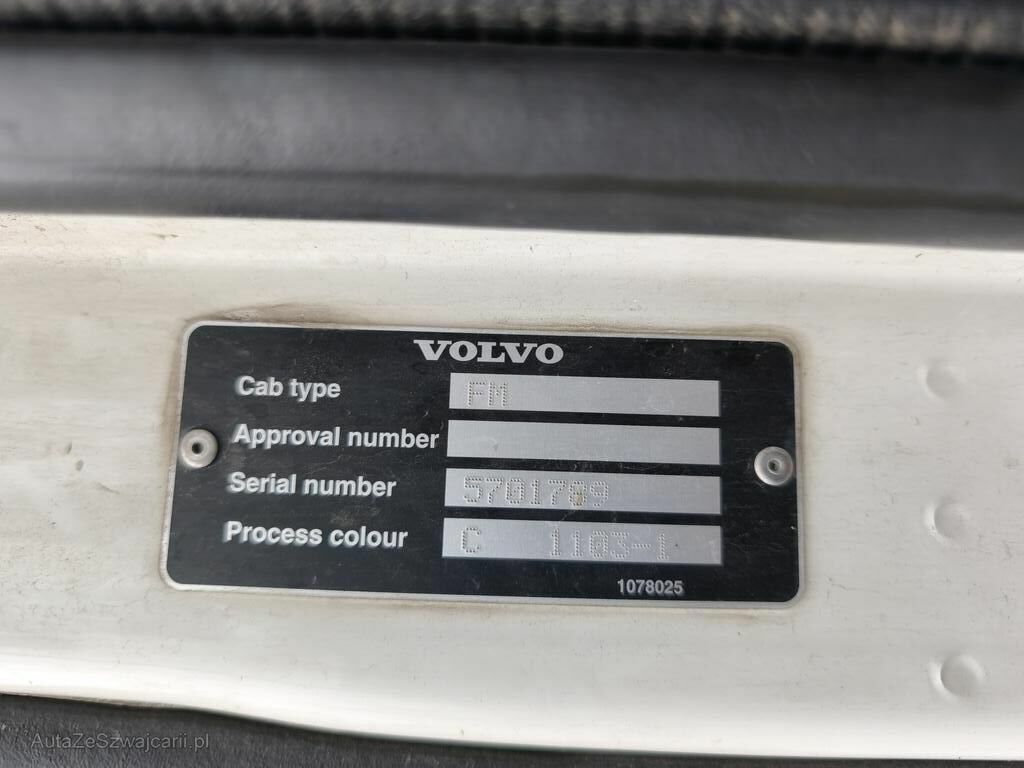 VOLVO
Cab type FM
Approval number
Serial number 5701709
Process colour C 1103-1
1078025
AutaZeSzwajcarii.pl